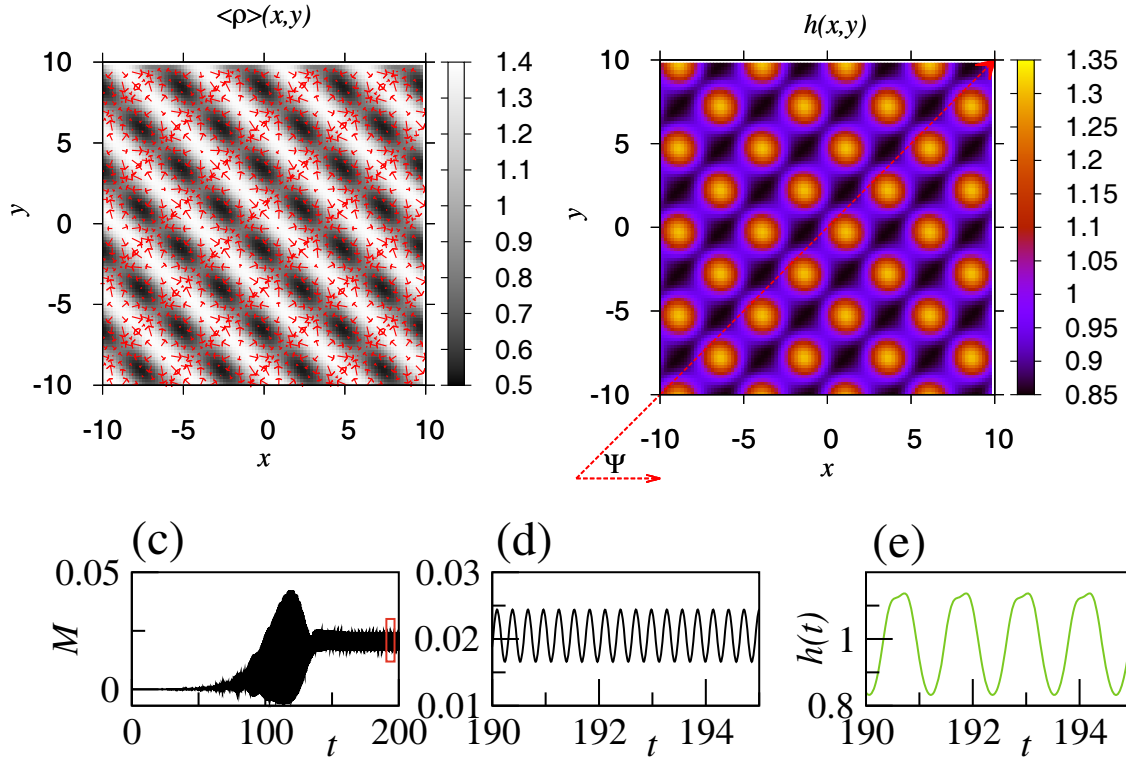 <ρ>(x,y)
10
5
0
-5
-10
y
-10 -5 0 5 10
x
1.4
1.3
1.2
1.1
1
0.9
0.8
0.7
0.6
0.5
h(x,y)
10
5
0
-5
-10
y
-10 -5 0 5 10
x
Ψ
1.35
1.3
1.25
1.2
1.15
1.1
1.05
1
0.95
0.9
0.85
(c)
0.05
M
0
0 100 t 200
(d)
0.03
0.02
0.01
190 192 t 194
(e)
h(t)
1
0.8
190 192 t 194